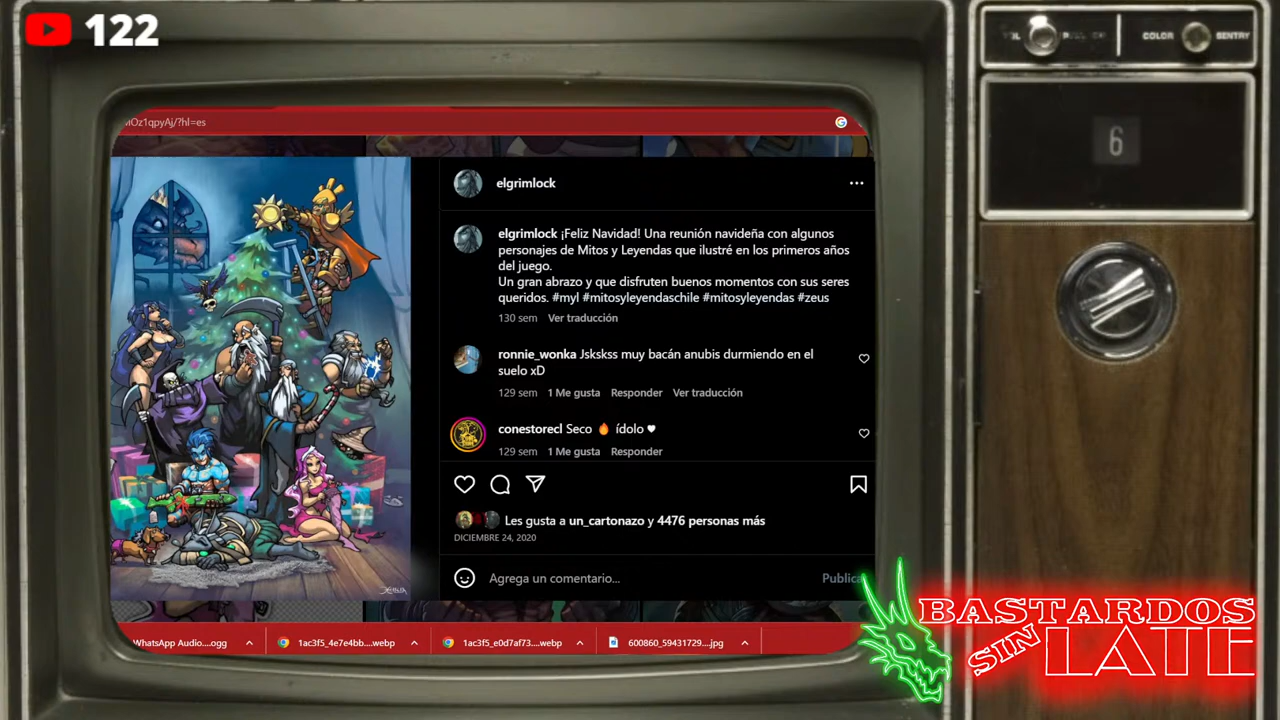 122
COLOR
SENTRY
6
nOz1qpyAj/?hl=es
elgrimlock
elgrimlock ¡Feliz Navidad! Una reunión navideña con algunos
personajes de Mitos y Leyendas que ilustré en los primeros años
del juego.
Un gran abrazo y que disfruten buenos momentos con sus seres
queridos. #myl #mitosyleyendaschile #mitosyleyendas #zeus
130 sem Ver traducción
ronnie_wonka Jskskss muy bacán anubis durmiendo en el
suelo xD
129 sem 1 Me gusta Responder Ver traducción
conestorecl Seco 🔥 ídolo ♥
129 sem 1 Me gusta Responder
Les gusta a un_cartonazo y 4476 personas más
DICIEMBRE 24, 2020
Agrega un comentario...
Publica
WhatsApp Audio....ogg
1ac3f5_4e7e4bb....webp
1ac3f5_e0d7af73....webp
600860_59431729....jpg
BASTARDOS
SIN LATE